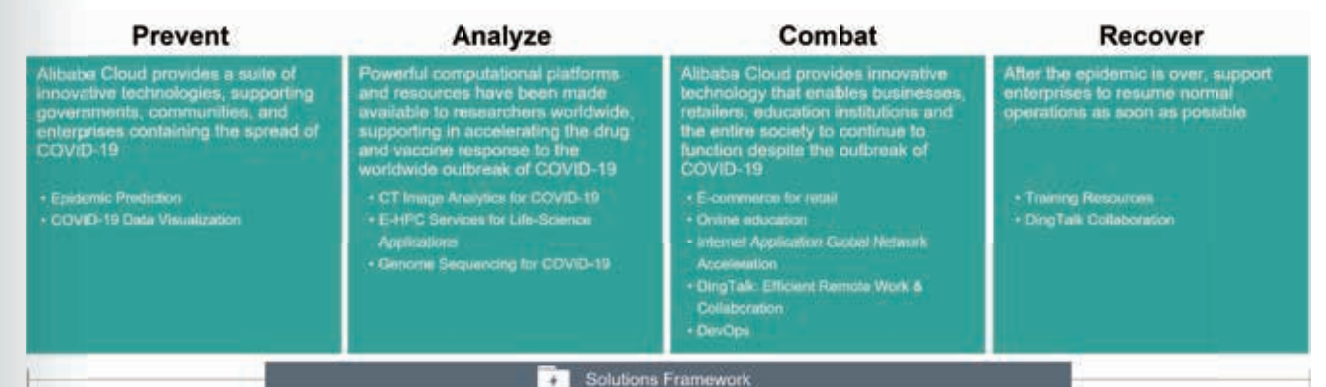 Prevent
Alibaba Cloud provides a suite of
innovative technologies, supporting
governments, communities, and
enterprises containing the spread of
COVID-19
• Epidemic Prediction
• COVID-19 Data Visualization
Analyze
Powerful computational platforms
and resources have been made
available to researchers worldwide,
supporting in accelerating the drug
and vaccine response to the
worldwide outbreak of COVID-19
• CT Image Analytics for COVID-19
• E-HPC Services for Life-Science
Applications
• Genome Sequencing for COVID-19
Combat
Alibaba Cloud provides innovative
technology that enables businesses,
retailers, education institutions and
the entire society to continue to
function despite the outbreak of
COVID-19
• E-commerce for retail
• Online education
• Internet Application Global Network
Acceleration
• DingTalk: Efficient Remote Work &
Collaboration
• DevOps
Recover
After the epidemic is over, support
enterprises to resume normal
operations as soon as possible
• Training Resources
• DingTalk Collaboration
Solutions Framework